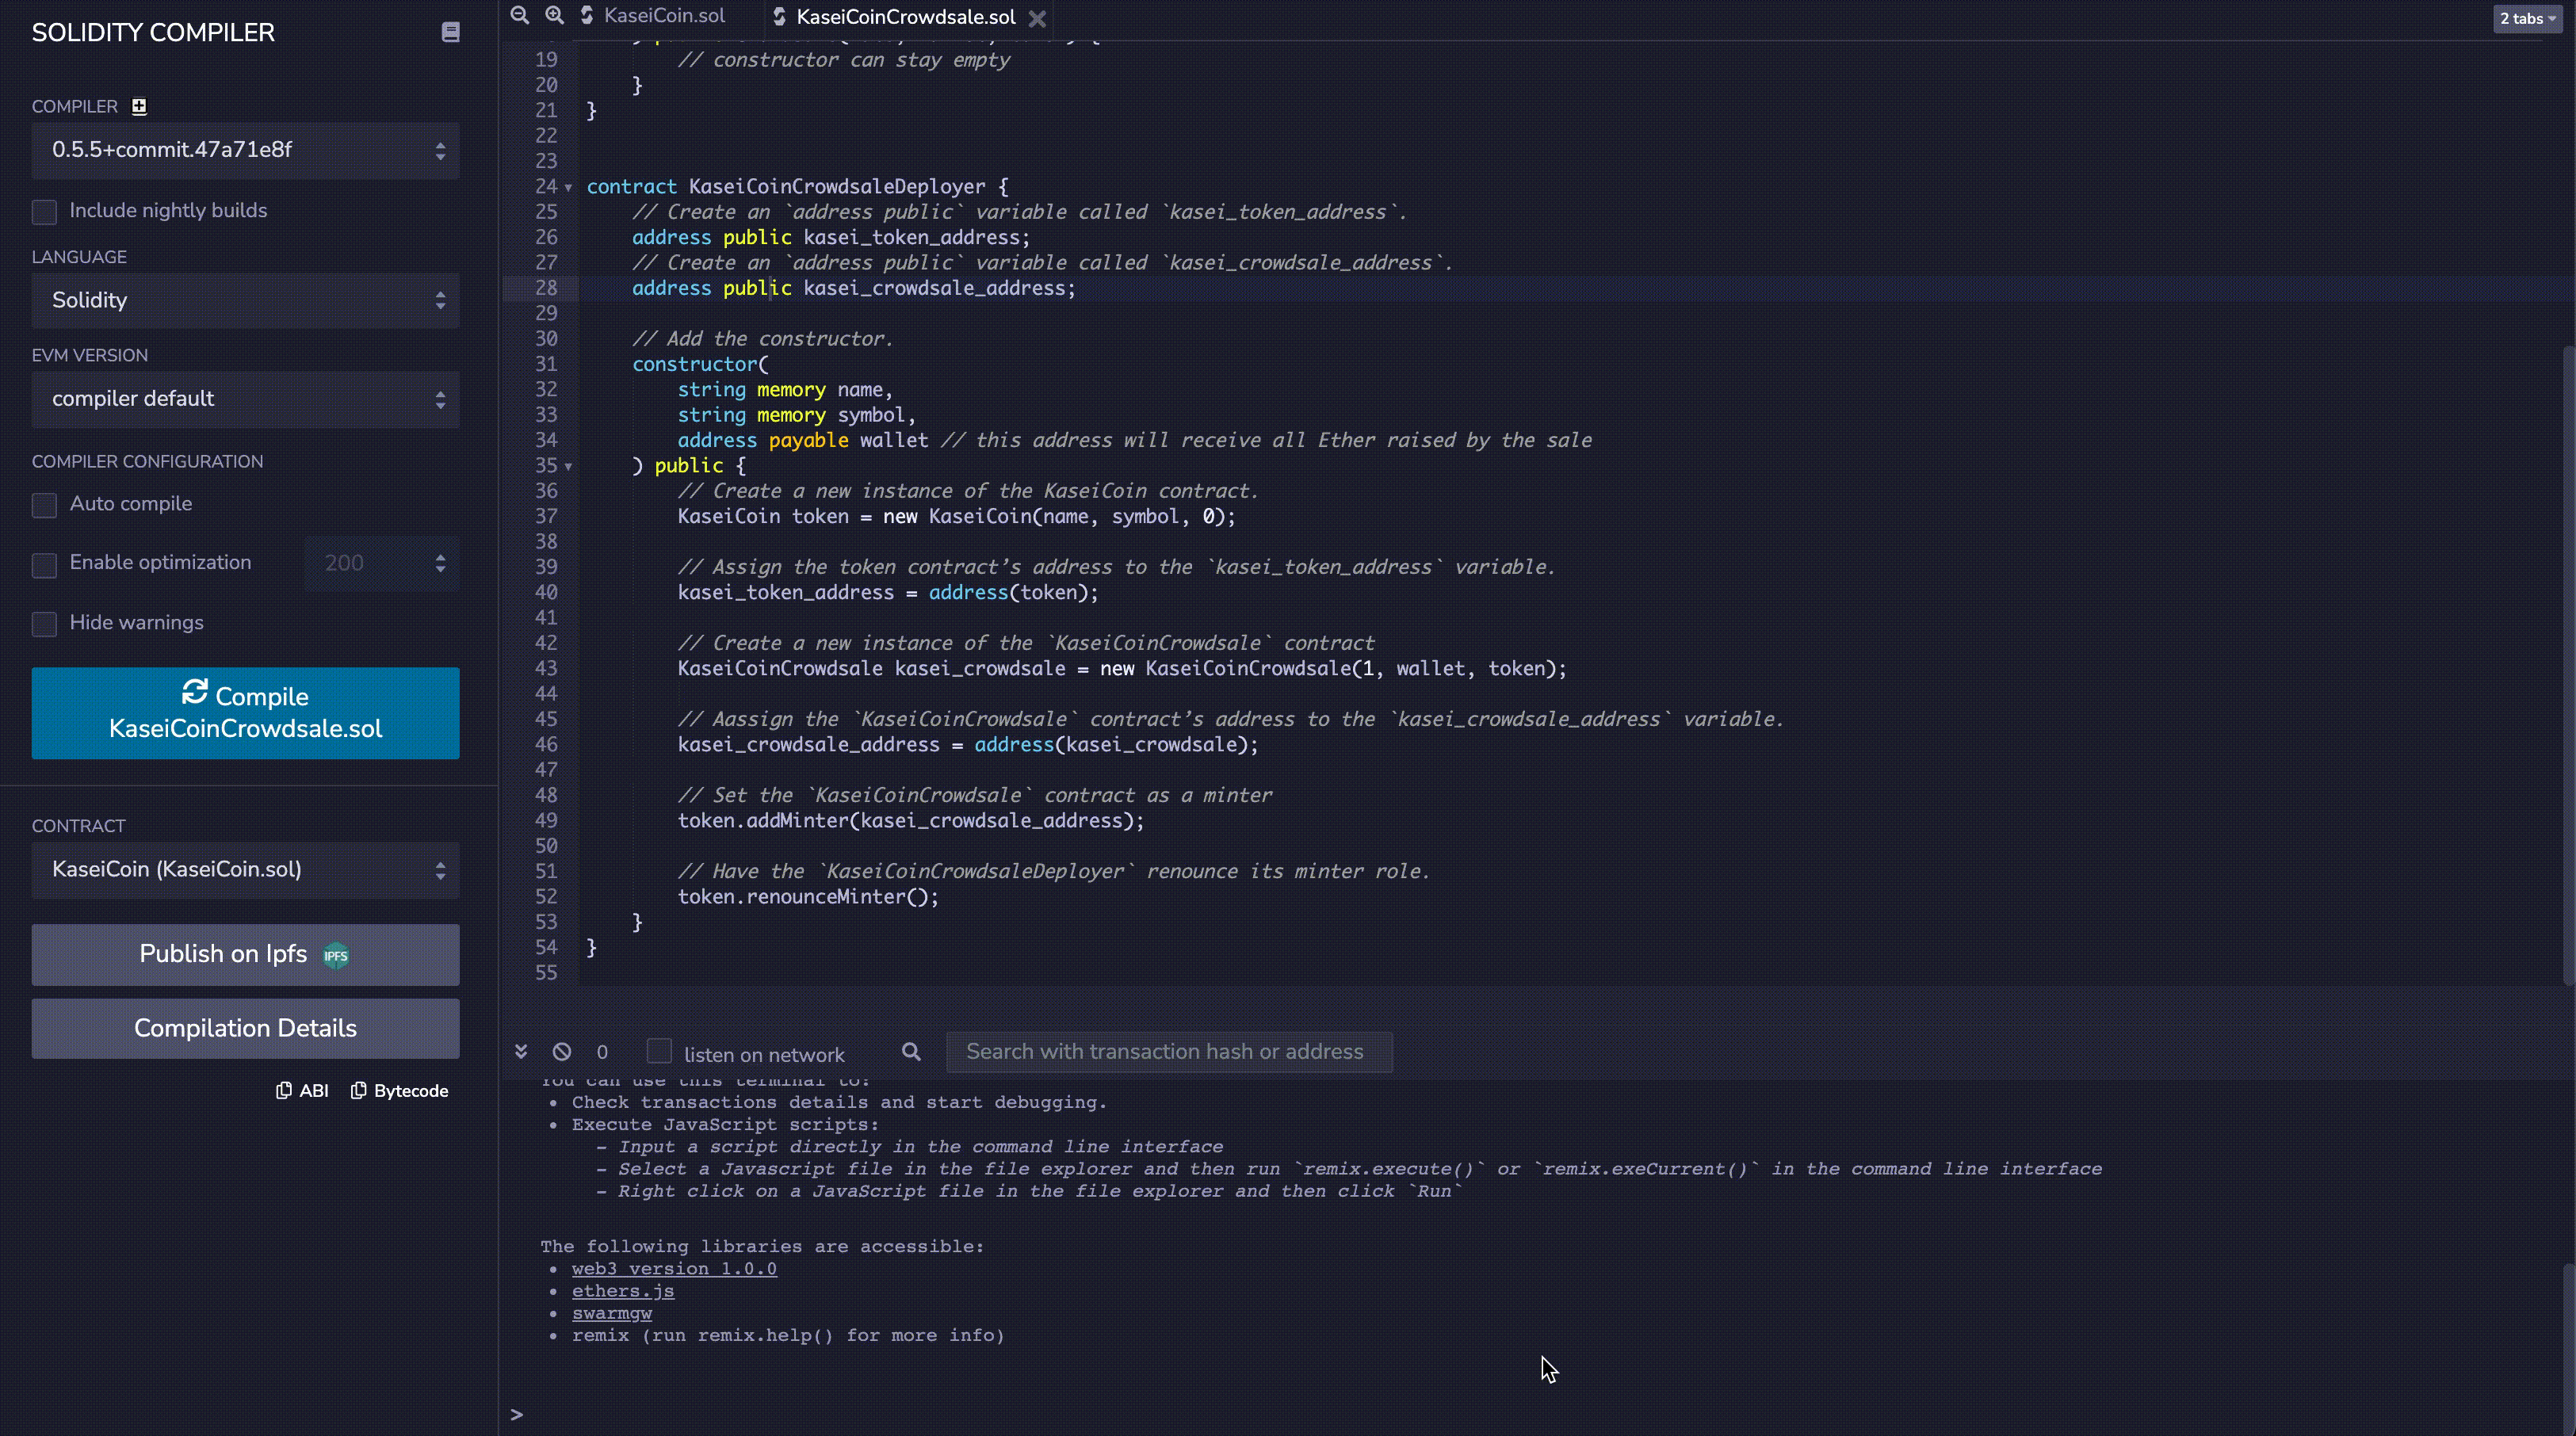 SOLIDITY COMPILER
COMPILER
0.5.5+commit.47a71e8f
Include nightly builds
LANGUAGE
Solidity
EVM VERSION
compiler default
COMPILER CONFIGURATION
Auto compile
Enable optimization
200
Hide warnings
Compile
KaseiCoinCrowdsale.sol
CONTRACT
KaseiCoin (KaseiCoin.sol)
Publish on Ipfs IPFS
Compilation Details
ABI Bytecode
KaseiCoin.sol KaseiCoinCrowdsale.sol 2 tabs
19 // constructor can stay empty
20 }
21 }
22
23
24 contract KaseiCoinCrowdsaleDeployer {
25 // Create an `address public` variable called `kasei_token_address`.
26 address public kasei_token_address;
27 // Create an `address public` variable called `kasei_crowdsale_address`.
28 address public kasei_crowdsale_address;
29
30 // Add the constructor.
31 constructor(
32 string memory name,
33 string memory symbol,
34 address payable wallet // this address will receive all Ether raised by the sale
35 ) public {
36 // Create a new instance of the KaseiCoin contract.
37 KaseiCoin token = new KaseiCoin(name, symbol, 0);
38
39 // Assign the token contract’s address to the `kasei_token_address` variable.
40 kasei_token_address = address(token);
41
42 // Create a new instance of the `KaseiCoinCrowdsale` contract
43 KaseiCoinCrowdsale kasei_crowdsale = new KaseiCoinCrowdsale(1, wallet, token);
44
45 // Aassign the `KaseiCoinCrowdsale` contract’s address to the `kasei_crowdsale_address` variable.
46 kasei_crowdsale_address = address(kasei_crowdsale);
47
48 // Set the `KaseiCoinCrowdsale` contract as a minter
49 token.addMinter(kasei_crowdsale_address);
50
51 // Have the `KaseiCoinCrowdsaleDeployer` renounce its minter role.
52 token.renounceMinter();
53 }
54 }
55
0 listen on network Search with transaction hash or address
You can use this terminal to:
• Check transactions details and start debugging.
• Execute JavaScript scripts:
- Input a script directly in the command line interface
- Select a Javascript file in the file explorer and then run `remix.execute()` or `remix.exeCurrent()` in the command line interface
- Right click on a JavaScript file in the file explorer and then click `Run`
The following libraries are accessible:
• web3 version 1.0.0
• ethers.js
• swarmgw
• remix (run remix.help() for more info)
>